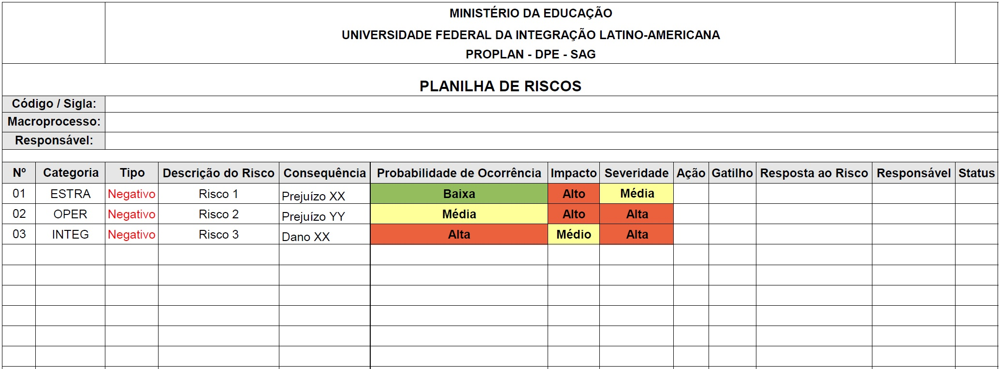 MINISTÉRIO DA EDUCAÇÃO
UNIVERSIDADE FEDERAL DA INTEGRAÇÃO LATINO-AMERICANA
PROPLAN - DPE - SAG
PLANILHA DE RISCOS
Código / Sigla:
Macroprocesso:
Responsável:
Nº Categoria Tipo Descrição do Risco Consequência Probabilidade de Ocorrência Impacto Severidade Ação Gatilho Resposta ao Risco Responsável Status
01 ESTRA Negativo Risco 1 Prejuízo XX Baixa Alto Média
02 OPER Negativo Risco 2 Prejuízo YY Média Alto Alta
03 INTEG Negativo Risco 3 Dano XX Alta Médio Alta